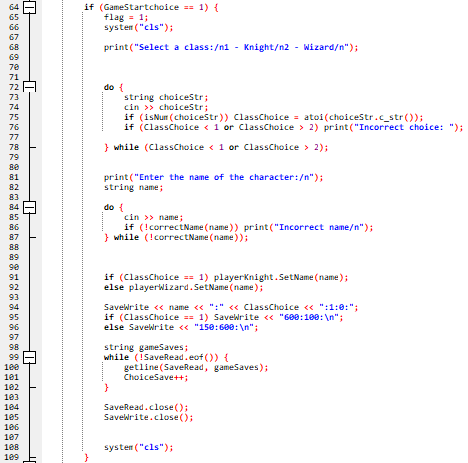 64 if (GameStartchoice == 1) {
65 flag = 1;
66 system("cls");
67
68 print("Select a class:/n1 - Knight/n2 - Wizard/n");
69
70
71
72 do {
73 string choiceStr;
74 cin >> choiceStr;
75 if (isNum(choiceStr)) ClassChoice = atoi(choiceStr.c_str());
76 if (ClassChoice < 1 or ClassChoice > 2) print("Incorrect choice: ");
77
78 } while (ClassChoice < 1 or ClassChoice > 2);
79
80
81 print("Enter the name of the character:/n");
82 string name;
83
84 do {
85 cin >> name;
86 if (!correctName(name)) print("Incorrect name/n");
87 } while (!correctName(name));
88
89
90
91 if (ClassChoice == 1) playerKnight.SetName(name);
92 else playerWizard.SetName(name);
93
94 SaveWrite << name << ":" << ClassChoice << ":1:0:";
95 if (ClassChoice == 1) SaveWrite << "600:100:\n";
96 else SaveWrite << "150:600:\n";
97
98 string gameSaves;
99 while (!SaveRead.eof()) {
100 getline(SaveRead, gameSaves);
101 ChoiceSave++;
102 }
103
104 SaveRead.close();
105 SaveWrite.close();
106
107
108 system("cls");
109 }